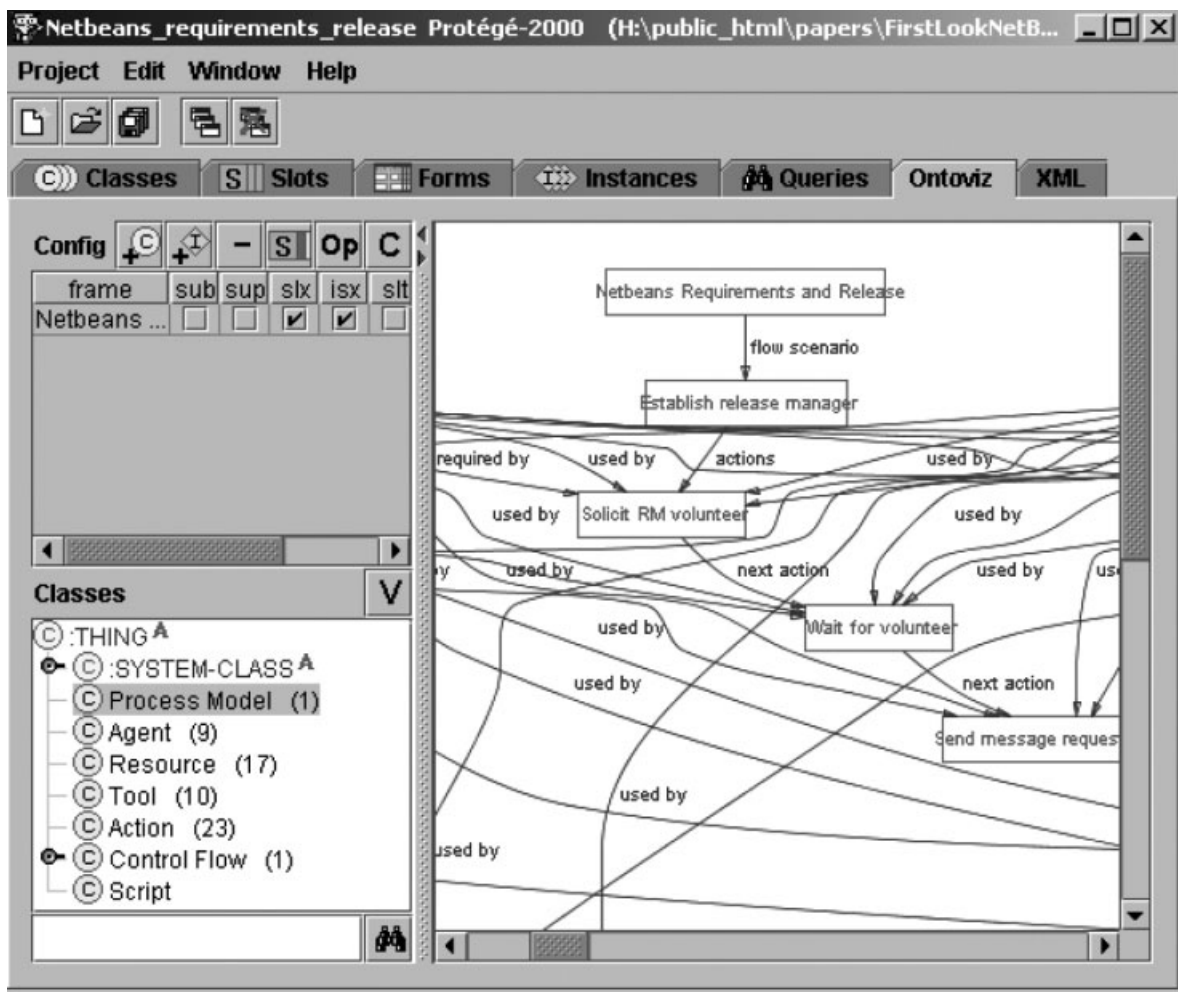 Netbeans_requirements_release Protégé-2000 (H:\public_html\papers\FirstLookNetB...
Project Edit Window Help
C Classes S Slots Forms I Instances Queries Ontoviz XML
Config C I – S Op C
frame sub sup slx isx slt
Netbeans ...
Classes V
C :THING A
C :SYSTEM-CLASS A
C Process Model (1)
C Agent (9)
C Resource (17)
C Tool (10)
C Action (23)
C Control Flow (1)
C Script
Netbeans Requirements and Release
flow scenario
Establish release manager
required by used by actions used by
used by Solicit RM volunteer used by
y used by next action used by us
used by Wait for volunteer
used by next action
Send message reques
used by
used by